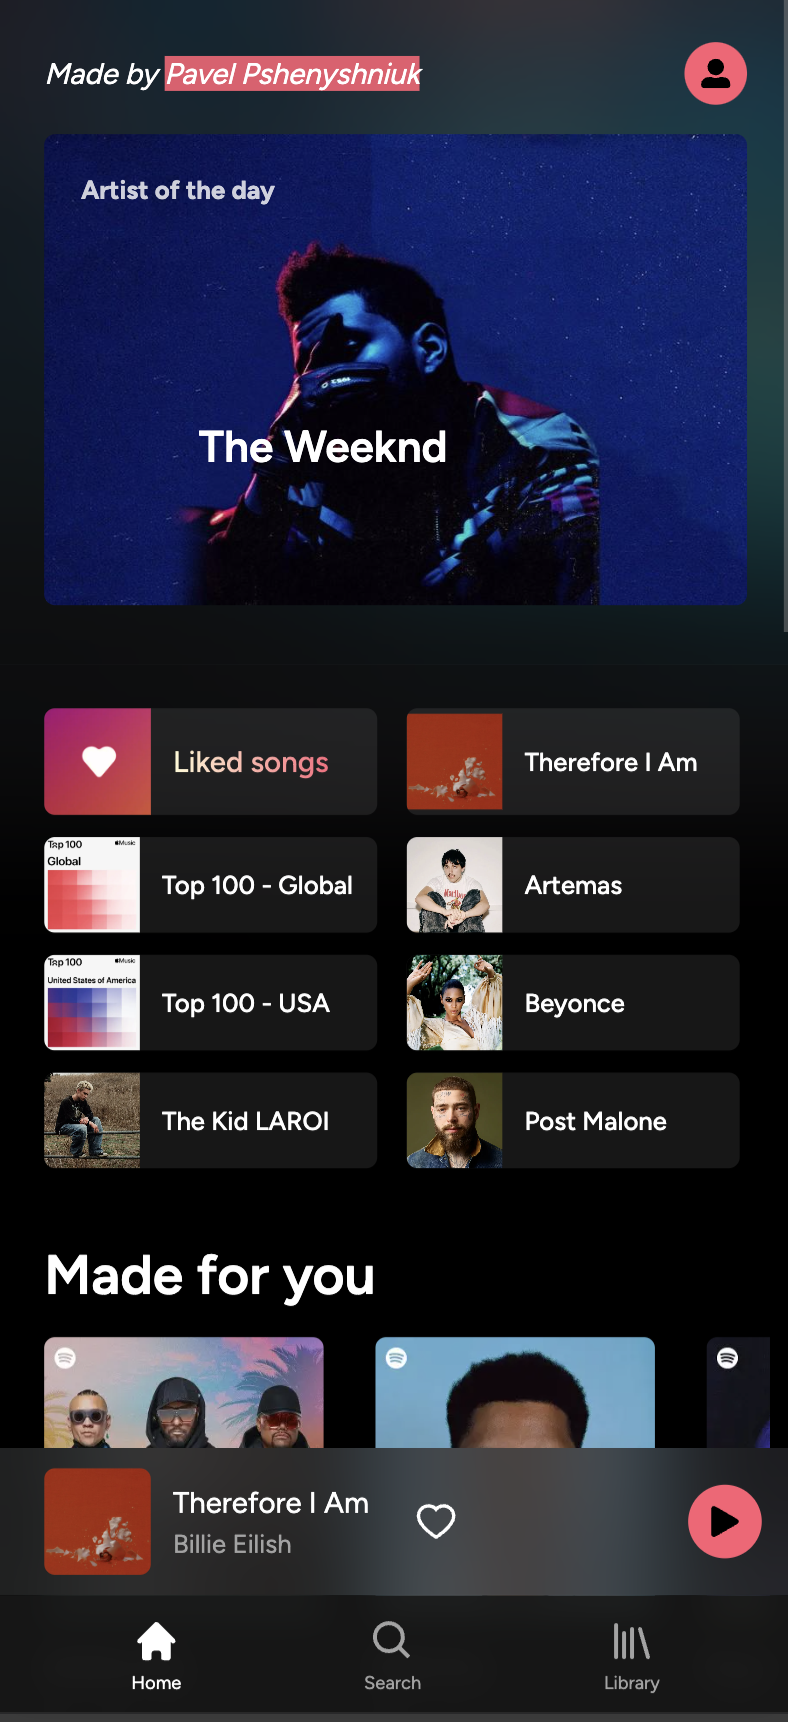 Made by Pavel Pshenyshniuk
Artist of the day
The Weeknd
Liked songs
Therefore I Am
Top 100
Music
Global
Top 100 - Global
Artemas
Top 100
Music
United States of America
Top 100 - USA
Beyonce
The Kid LAROI
Post Malone
Made for you
Therefore I Am
Billie Eilish
Home
Search
Library